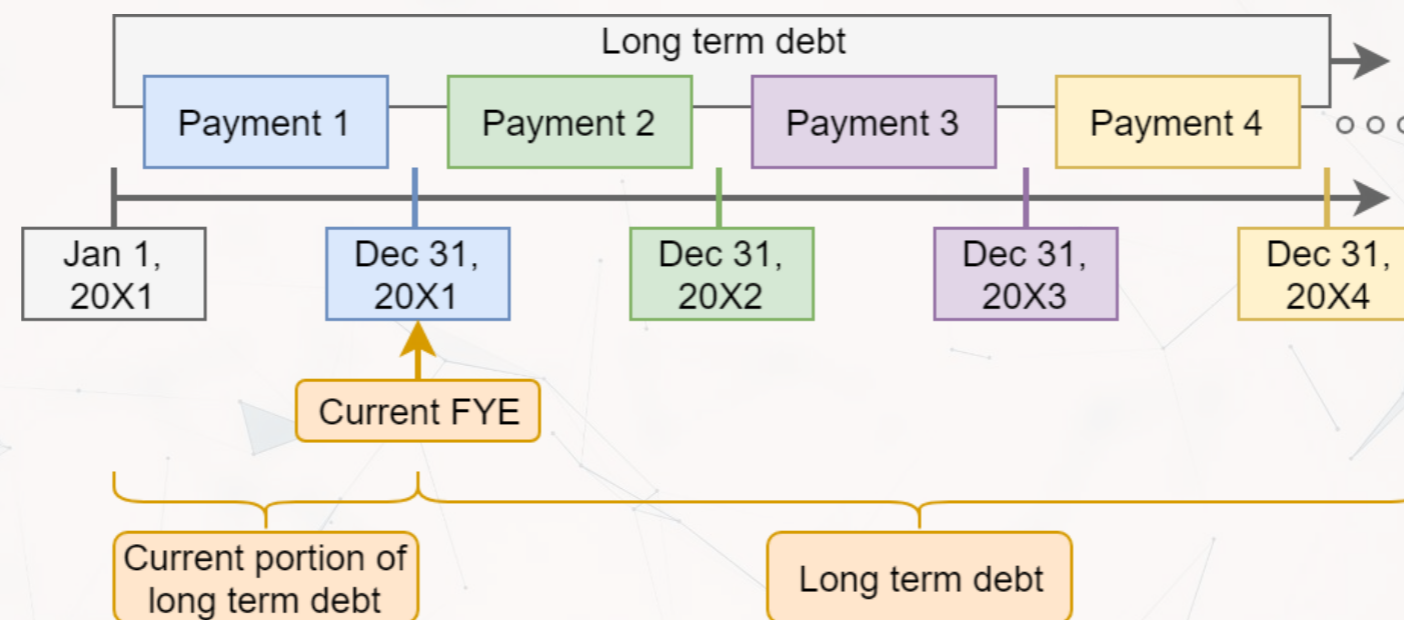 Long term debt
Payment 1
Payment 2
Payment 3
Payment 4
Jan 1,
20X1
Dec 31,
20X1
Dec 31,
20X2
Dec 31,
20X3
Dec 31,
20X4
Current FYE
Current portion of
long term debt
Long term debt